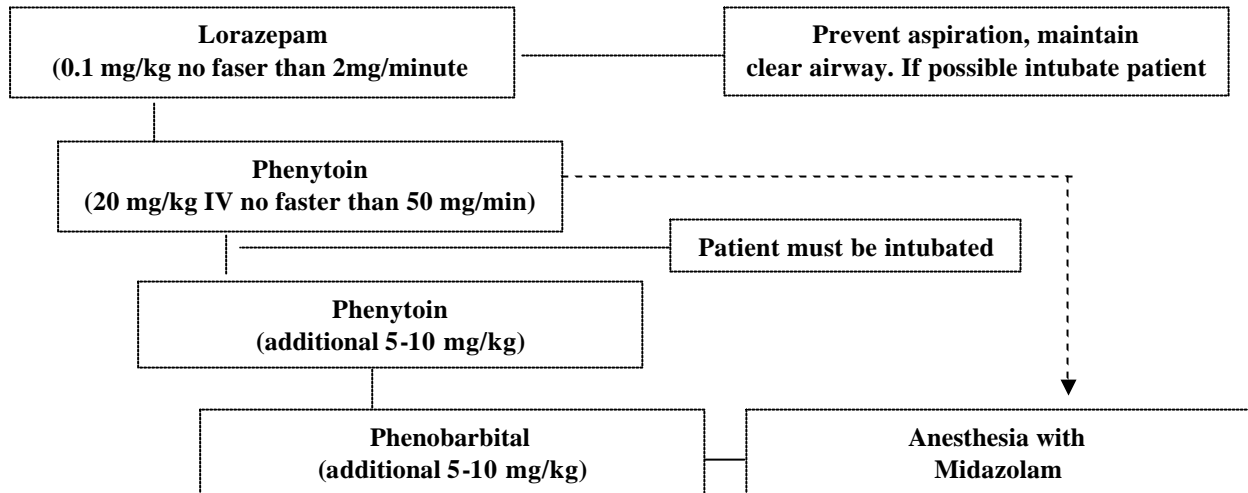 Lorazepam
(0.1 mg/kg no faser than 2mg/minute
Prevent aspiration, maintain
clear airway. If possible intubate patient
Phenytoin
(20 mg/kg IV no faster than 50 mg/min)
Patient must be intubated
Phenytoin
(additional 5-10 mg/kg)
Phenobarbital
(additional 5-10 mg/kg)
Anesthesia with
Midazolam